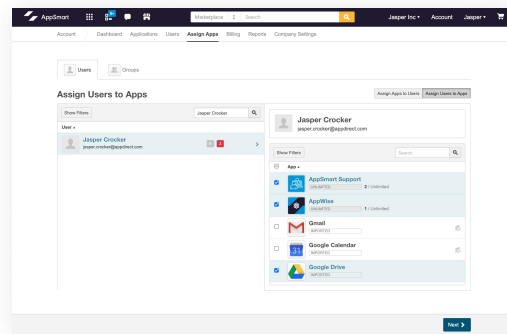 AppSmart
Marketplace
Search
Jasper Inc
Account
Jasper
Account
Dashboard
Applications
Users
Assign Apps
Billing
Reports
Company Settings
Users
Groups
Assign Users to Apps
Assign Apps to Users
Assign Users to Apps
Show Filters
Jasper Crocker
User
Jasper Crocker
jasper.crocker@appdirect.com
Jasper Crocker
jasper.crocker@appdirect.com
Show Filters
Search
App
AppSmart Support
UNLIMITED
2 / Unlimited
AppWise
UNLIMITED
1 / Unlimited
Gmail
IMPORTED
31
Google Calendar
IMPORTED
Google Drive
IMPORTED
Next